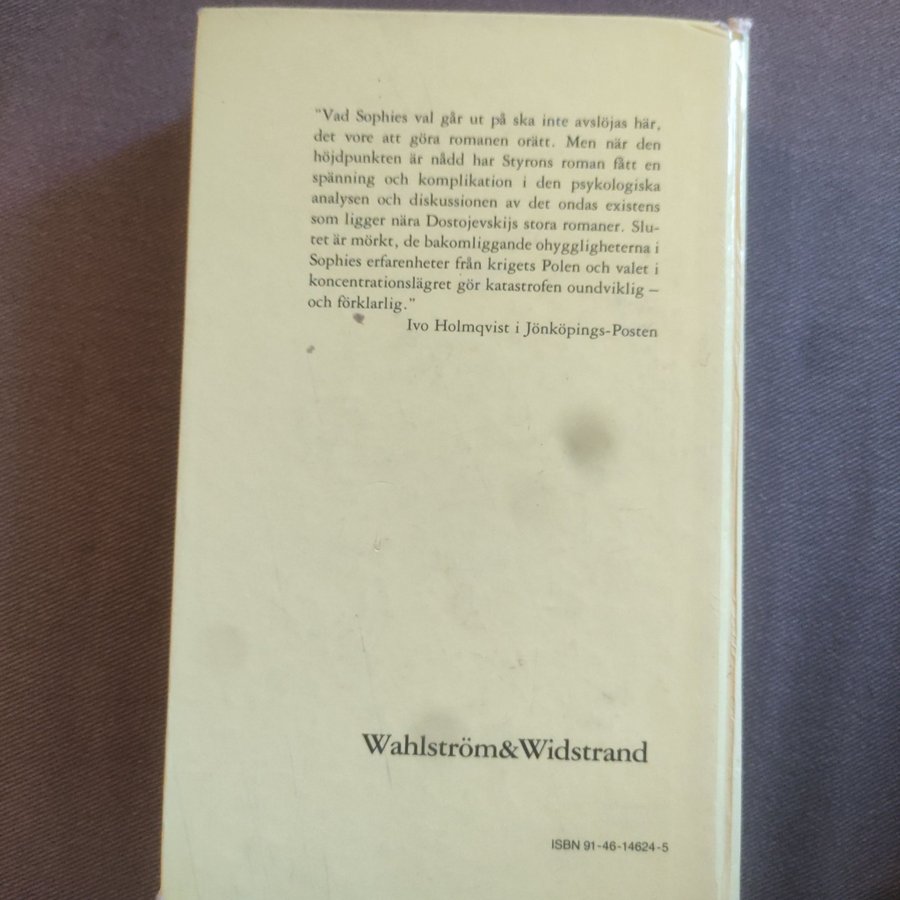 "Vad Sophies val går ut på ska inte avslöjas här,
det vore att göra romanen orätt. Men när den
höjdpunkten är nådd har Styrons roman fått en
spänning och komplikation i den psykologiska
analysen och diskussionen av det ondas existens
som ligger nära Dostojevskijs stora romaner. Slu-
tet är mörkt, de bakomliggande ohyggligheterna i
Sophies erfarenheter från krigets Polen och valet i
koncentrationslägret gör katastrofen oundviklig –
och förklarlig."
Ivo Holmqvist i Jönköpings-Posten
Wahlström&Widstrand
ISBN 91-46-14624-5